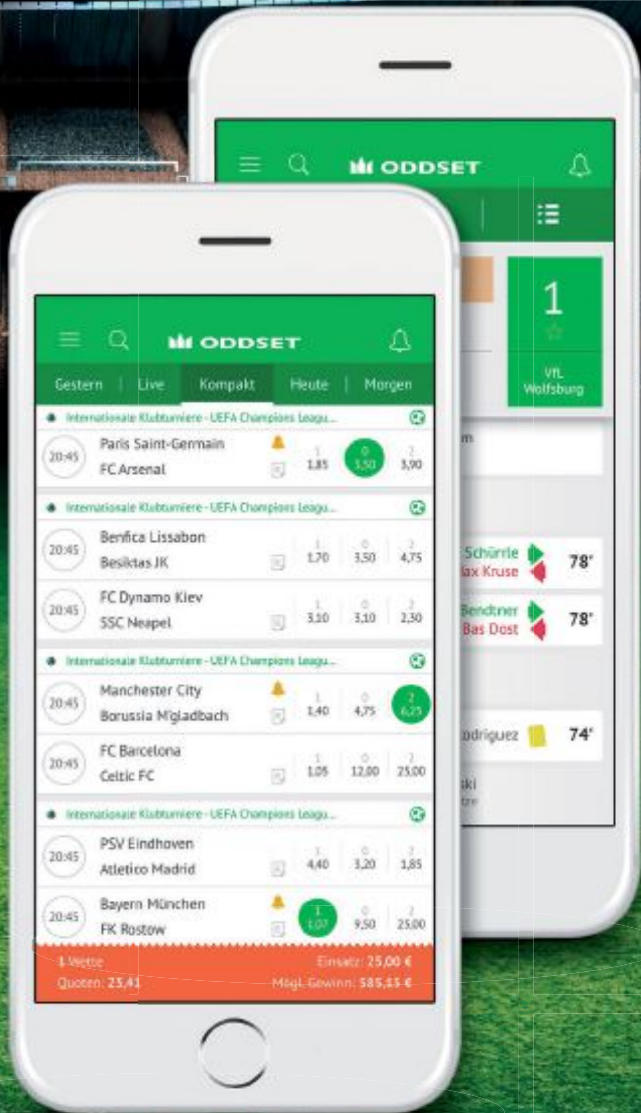 ODDSET
1
VfL
Wolfsburg
Schürrle
Max Kruse
78'
Bendtner
Bas Dost
78'
odriguez
74'
ODDSET
Gestern | Live Kompakt Heute | Morgen
Internationale Klubturniere - UEFA Champions Leagu...
20:45
Paris Saint-Germain
FC Arsenal
1 0 2
1,85 3,50 3,90
Internationale Klubturniere - UEFA Champions Leagu...
20:45
Benfica Lissabon
Besiktas JK
1 0 2
1,70 3,50 4,75
20:45
FC Dynamo Kiev
SSC Neapel
1 0 2
3,10 3,10 2,30
Internationale Klubturniere - UEFA Champions Leagu...
20:45
Manchester City
Borussia M'gladbach
1 0 2
1,40 4,75 6,25
20:45
FC Barcelona
Celtic FC
1 0 2
1,05 12,00 25,00
Internationale Klubturniere - UEFA Champions Leagu...
20:45
PSV Eindhoven
Atletico Madrid
1 0 2
4,40 3,20 1,85
20:45
Bayern München
FK Rostow
1 0 2
1,07 9,50 25,00
1 Wette Einsatz: 25,00 €
Quoten: 23,41 Mögl. Gewinn: 585,15 €